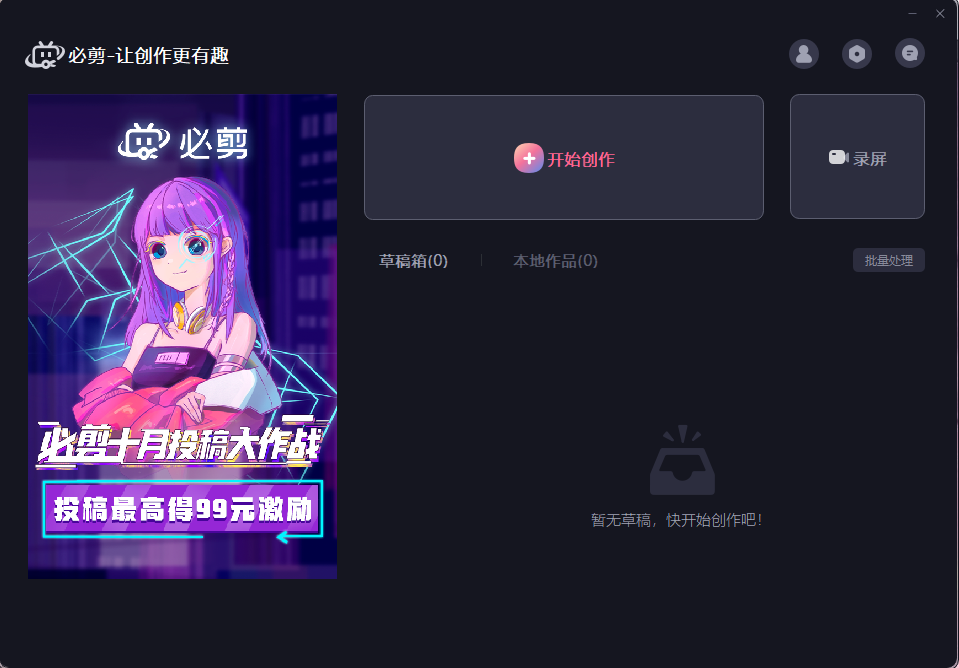 必剪-让创作更有趣
必剪
必剪十月投稿大作战
投稿最高得99元激励
开始创作
录屏
草稿箱(0)
本地作品(0)
批量处理
暂无草稿，快开始创作吧！